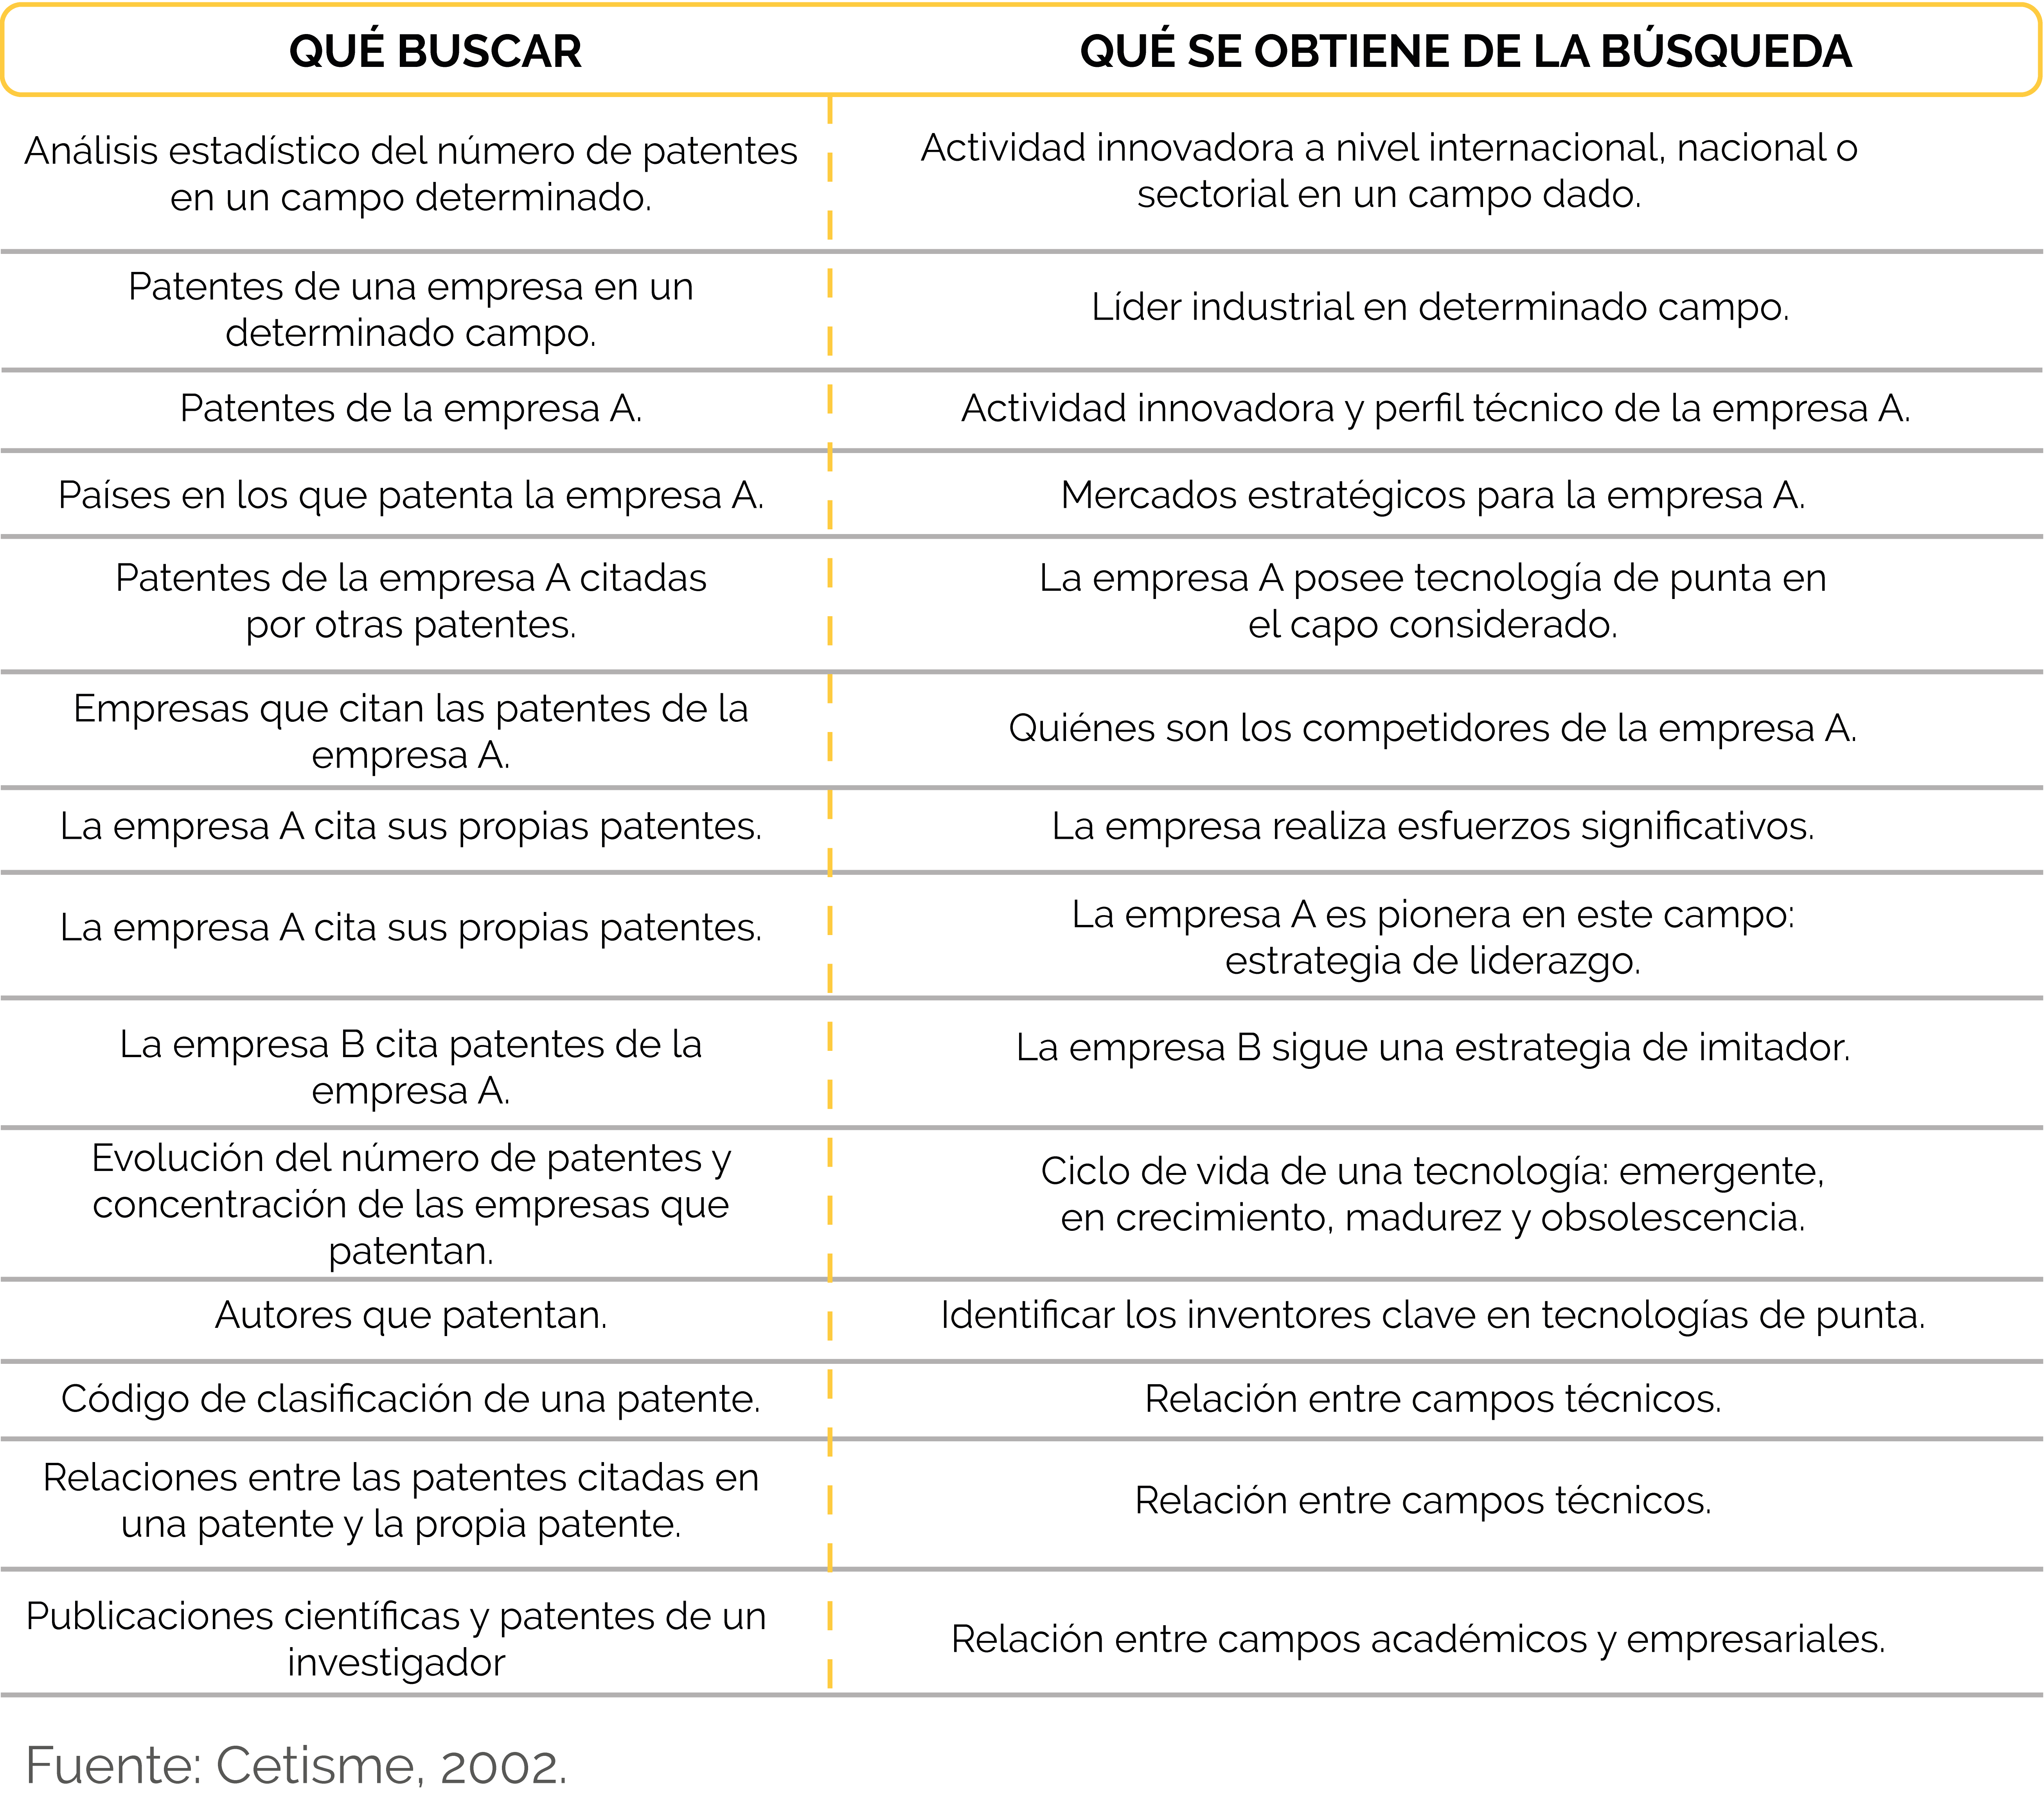 QUÉ BUSCAR
QUÉ SE OBTIENE DE LA BÚSQUEDA
Análisis estadístico del número de patentes
en un campo determinado.
Actividad innovadora a nivel internacional, nacional o
sectorial en un campo dado.
Patentes de una empresa en un
determinado campo.
Líder industrial en determinado campo.
Patentes de la empresa A.
Actividad innovadora y perfil técnico de la empresa A.
Países en los que patenta la empresa A.
Mercados estratégicos para la empresa A.
Patentes de la empresa A citadas
por otras patentes.
La empresa A posee tecnología de punta en
el capo considerado.
Empresas que citan las patentes de la
empresa A.
Quiénes son los competidores de la empresa A.
La empresa A cita sus propias patentes.
La empresa realiza esfuerzos significativos.
La empresa A cita sus propias patentes.
La empresa A es pionera en este campo:
estrategia de liderazgo.
La empresa B cita patentes de la
empresa A.
La empresa B sigue una estrategia de imitador.
Evolución del número de patentes y
concentración de las empresas que
patentan.
Ciclo de vida de una tecnología: emergente,
en crecimiento, madurez y obsolescencia.
Autores que patentan.
Identificar los inventores clave en tecnologías de punta.
Código de clasificación de una patente.
Relación entre campos técnicos.
Relaciones entre las patentes citadas en
una patente y la propia patente.
Relación entre campos técnicos.
Publicaciones científicas y patentes de un
investigador
Relación entre campos académicos y empresariales.
Fuente: Cetisme, 2002.